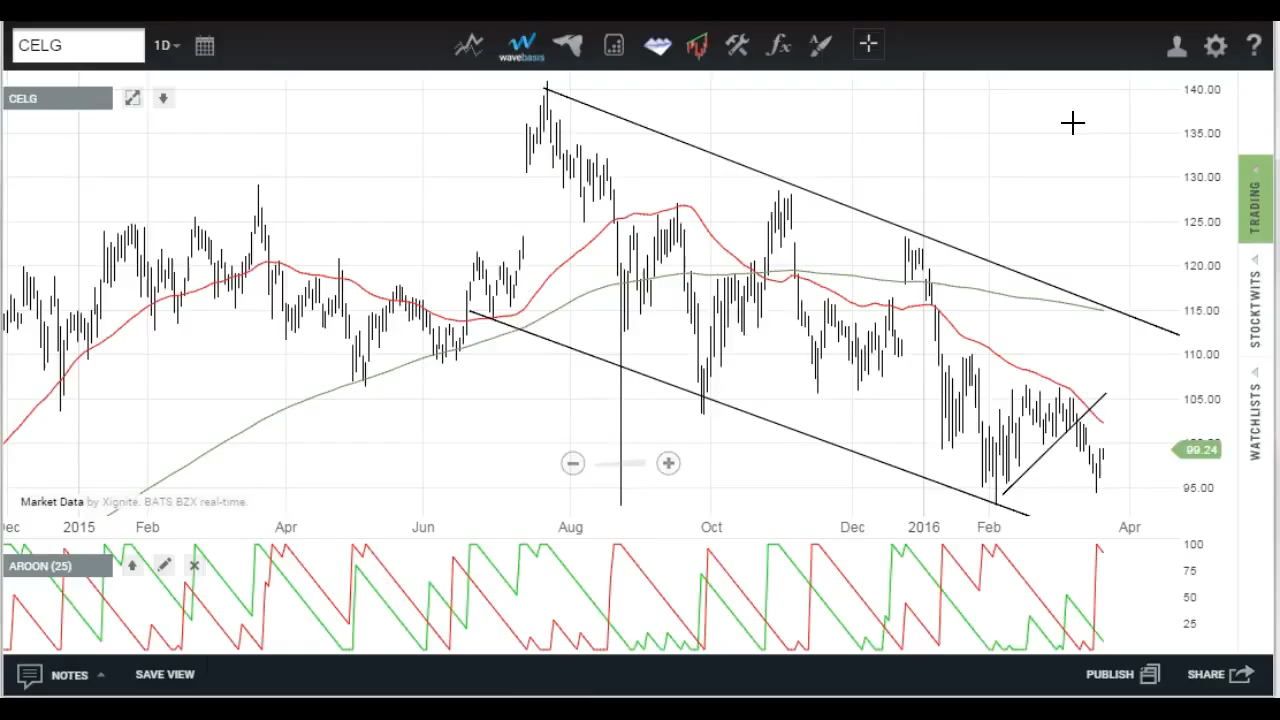 CELG
1D
wavebasis
fx
?
CELG
140.00
135.00
130.00
125.00
120.00
115.00
110.00
105.00
99.24
95.00
TRADING
STOCKTWITS
WATCHLISTS
Market Data by Xignite. BATS BZX real-time.
Dec 2015 Feb Apr Jun Aug Oct Dec 2016 Feb Apr
AROON (25)
100
75
50
25
NOTES
SAVE VIEW
PUBLISH
SHARE